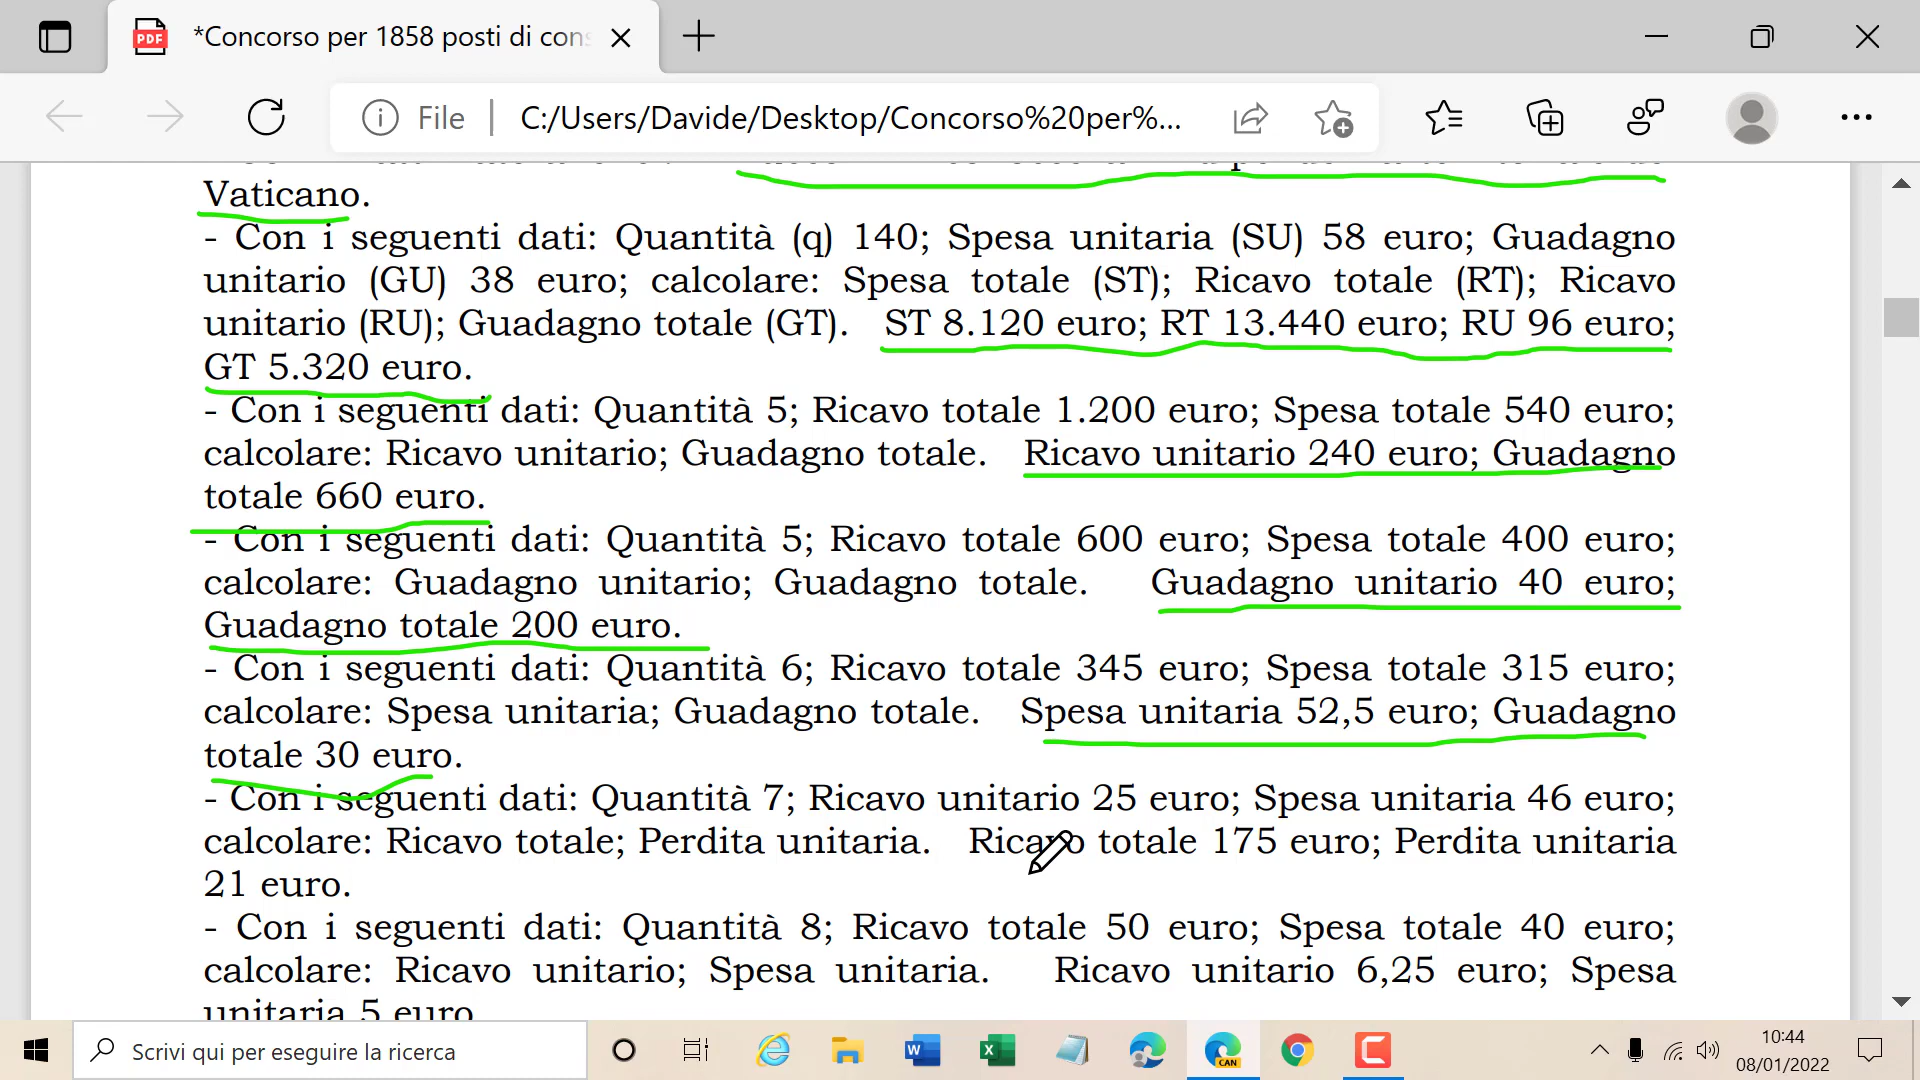 *Concorso per 1858 posti di cons
File
C:/Users/Davide/Desktop/Concorso%20per%...
Vaticano.
- Con i seguenti dati: Quantità (q) 140; Spesa unitaria (SU) 58 euro; Guadagno
unitario (GU) 38 euro; calcolare: Spesa totale (ST); Ricavo totale (RT); Ricavo
unitario (RU); Guadagno totale (GT). ST 8.120 euro; RT 13.440 euro; RU 96 euro;
GT 5.320 euro.
- Con i seguenti dati: Quantità 5; Ricavo totale 1.200 euro; Spesa totale 540 euro;
calcolare: Ricavo unitario; Guadagno totale. Ricavo unitario 240 euro; Guadagno
totale 660 euro.
- Con i seguenti dati: Quantità 5; Ricavo totale 600 euro; Spesa totale 400 euro;
calcolare: Guadagno unitario; Guadagno totale. Guadagno unitario 40 euro;
Guadagno totale 200 euro.
- Con i seguenti dati: Quantità 6; Ricavo totale 345 euro; Spesa totale 315 euro;
calcolare: Spesa unitaria; Guadagno totale. Spesa unitaria 52,5 euro; Guadagno
totale 30 euro.
- Con i seguenti dati: Quantità 7; Ricavo unitario 25 euro; Spesa unitaria 46 euro;
calcolare: Ricavo totale; Perdita unitaria. Ricavo totale 175 euro; Perdita unitaria
21 euro.
- Con i seguenti dati: Quantità 8; Ricavo totale 50 euro; Spesa totale 40 euro;
calcolare: Ricavo unitario; Spesa unitaria. Ricavo unitario 6,25 euro; Spesa
unitaria 5 euro
Scrivi qui per eseguire la ricerca
CAN
10:44
08/01/2022